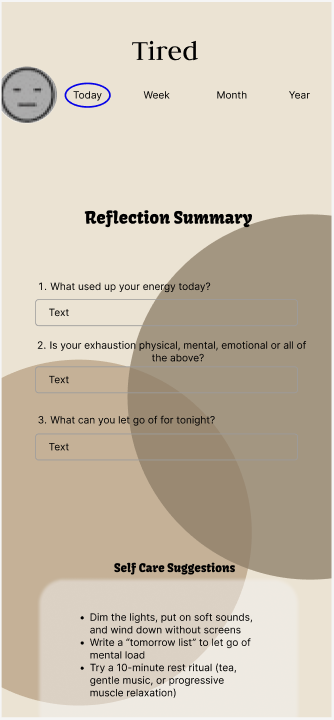 Tired
Today Week Month Year
Reflection Summary
1. What used up your energy today?
Text
2. Is your exhaustion physical, mental, emotional or all of
the above?
Text
3. What can you let go of for tonight?
Text
Self Care Suggestions
• Dim the lights, put on soft sounds,
and wind down without screens
• Write a “tomorrow list” to let go of
mental load
• Try a 10-minute rest ritual (tea,
gentle music, or progressive
muscle relaxation)